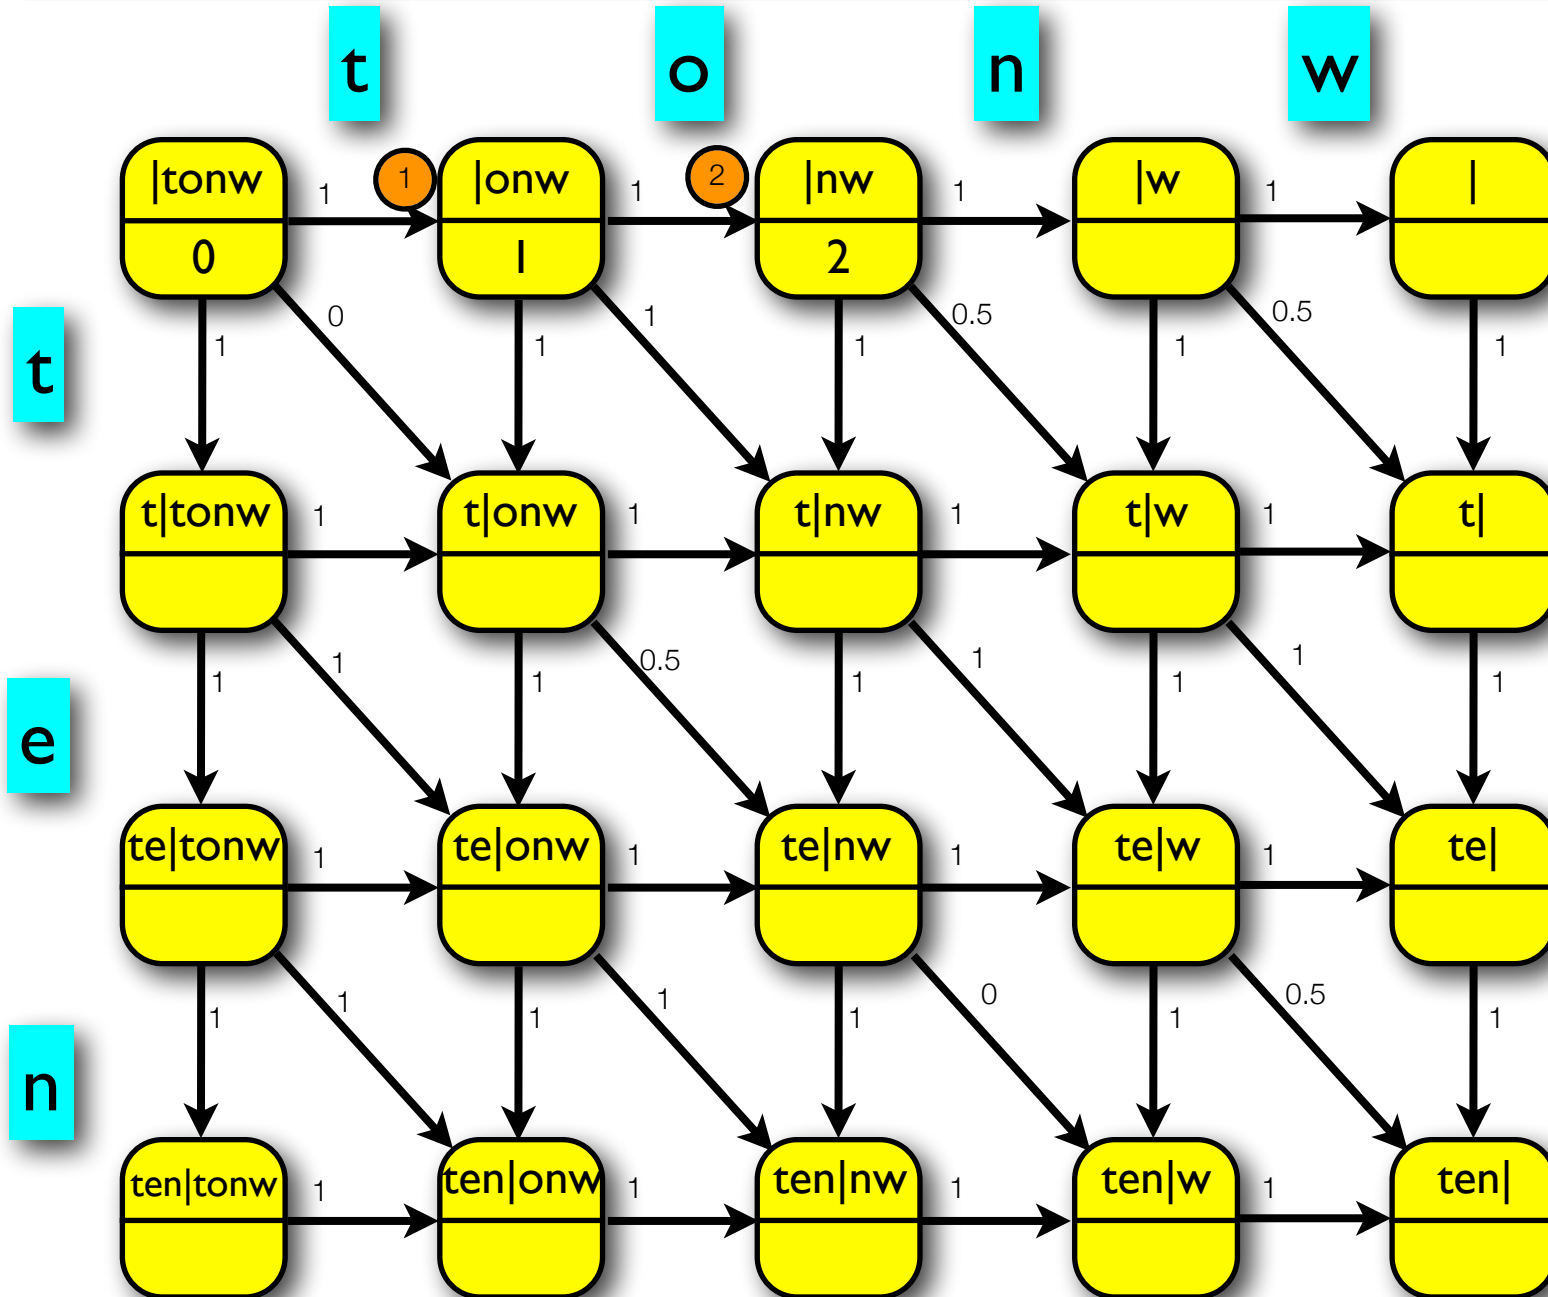 t o n w
|tonw 1 1 |onw 1 2 |nw 1 |w 1 |
0 1 2
0 1 0.5 0.5
t 1 1 1 1 1
t|tonw 1 t|onw 1 t|nw 1 t|w 1 t|
1 0.5 1 1
e 1 1 1 1 1
te|tonw 1 te|onw 1 te|nw 1 te|w 1 te|
1 1 0 0.5
n 1 1 1 1 1
ten|tonw 1 ten|onw 1 ten|nw 1 ten|w 1 ten|